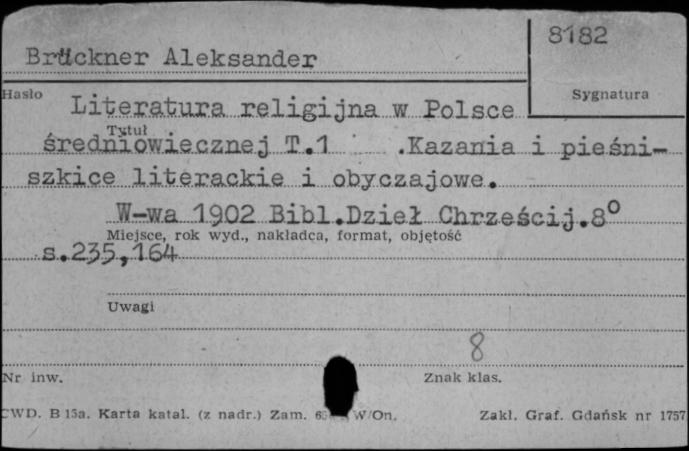 8182
Brückner Aleksander
Hasło
Sygnatura
Literatura religijna w Polsce
Tytuł
średniowiecznej T.1 .Kazania i pieśni-
szkice literackie i obyczajowe.
W-wa 1902 Bibl.Dzieł Chrześcij.8°
Miejsce, rok wyd., nakładca, format, objętość
s.235,164
Uwagi
8
Nr inw.
Znak klas.
CWD. B 13a. Karta katal. (z nadr.) Zam. W/On. Zakl. Graf. Gdańsk nr 1757